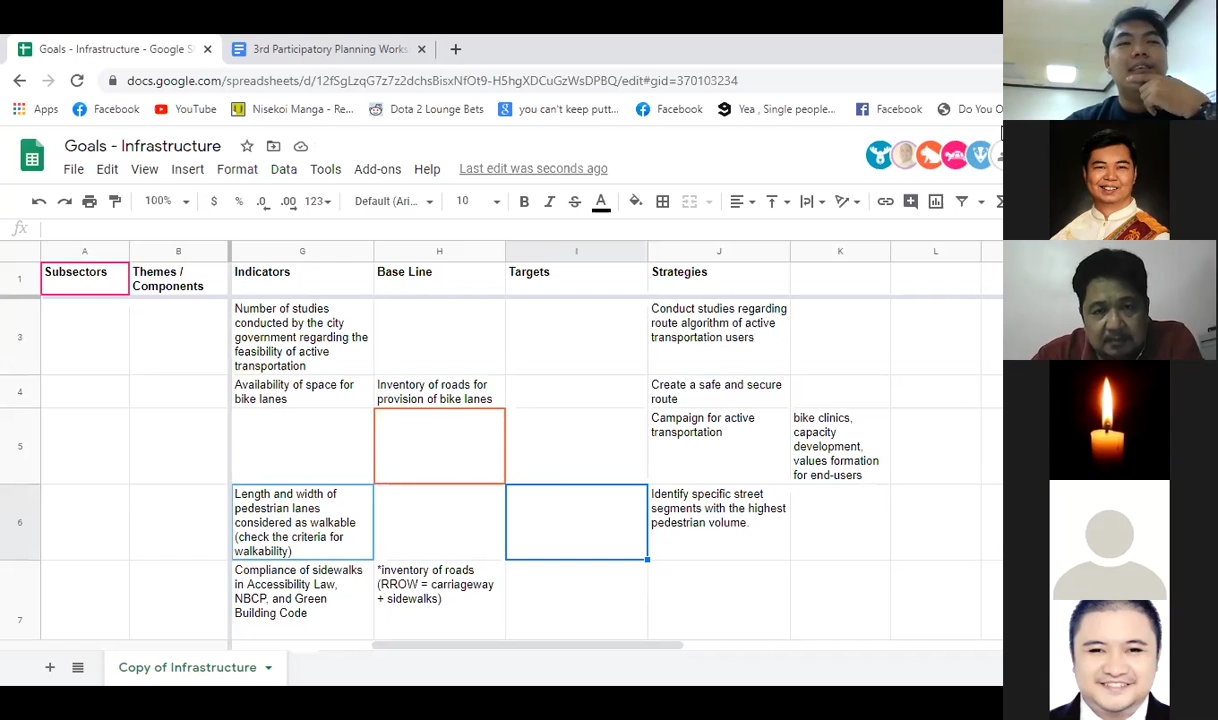 Goals - Infrastructure - Google S
3rd Participatory Planning Works
docs.google.com/spreadsheets/d/12fSgLzqG7z7z2dchsBisxNfOt9-H5hgXDCuGzWsDPBQ/edit#gid=370103234
Apps Facebook YouTube Nisekoi Manga - Re... Dota 2 Lounge Bets you can't keep putt... Facebook Yea , Single people... Facebook Do You O
Goals - Infrastructure
File Edit View Insert Format Data Tools Add-ons Help Last edit was seconds ago
100% $ % .0 .00 123 Default (Ari... 10 B I S A
fx
A B G H I J K L
1 Subsectors
Themes /
Components
Indicators
Base Line
Targets
Strategies
3
Number of studies
conducted by the city
government regarding the
feasibility of active
transportation
Conduct studies regarding
route algorithm of active
transportation users
4
Availability of space for
bike lanes
Inventory of roads for
provision of bike lanes
Create a safe and secure
route
5
Campaign for active
transportation
bike clinics,
capacity
development,
values formation
for end-users
6
Length and width of
pedestrian lanes
considered as walkable
(check the criteria for
walkability)
Identify specific street
segments with the highest
pedestrian volume.
7
Compliance of sidewalks
in Accessibility Law,
NBCP, and Green
Building Code
*inventory of roads
(RROW = carriageway
+ sidewalks)
Copy of Infrastructure